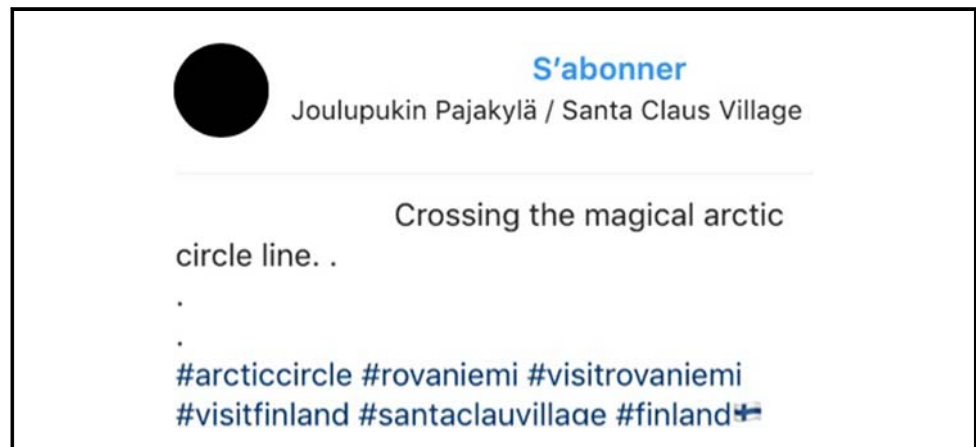 S'abonner
Joulupukin Pajakylä / Santa Claus Village
Crossing the magical arctic
circle line. .
.
.
#arcticcircle #rovaniemi #visitrovaniemi
#visitfinland #santaclauvillage #finland🇫🇮